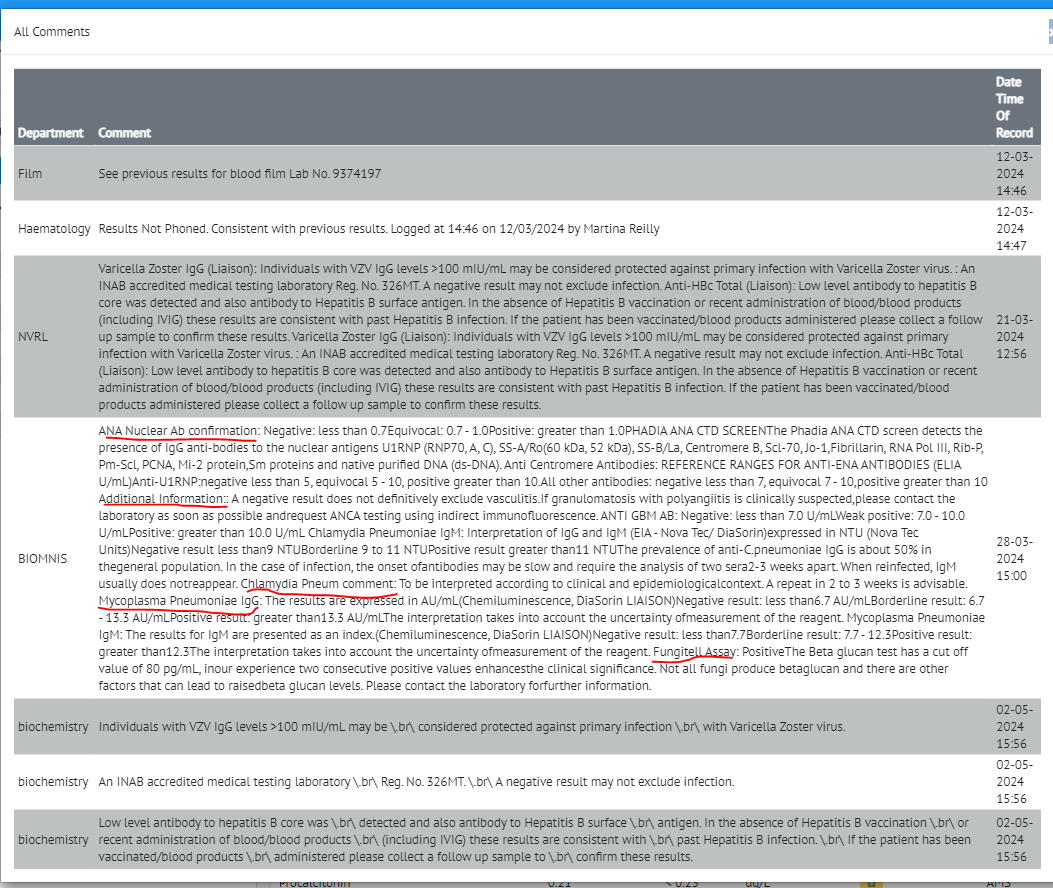 All Comments
Date
Time
Of
Department Comment Record
12-03-
Film See previous results for blood film Lab No. 9374197 2024
14:46
12-03-
Haematology Results Not Phoned. Consistent with previous results. Logged at 14:46 on 12/03/2024 by Martina Reilly 2024
14:47
Varicella Zoster IgG (Liaison): Individuals with VZV IgG levels >100 mIU/mL may be considered protected against primary infection with Varicella Zoster virus. : An
INAB accredited medical testing laboratory Reg. No. 326MT. A negative result may not exclude infection. Anti-HBc Total (Liaison): Low level antibody to hepatitis B
core was detected and also antibody to Hepatitis B surface antigen. In the absence of Hepatitis B vaccination or recent administration of blood/blood products
(including IVIG) these results are consistent with past Hepatitis B infection. If the patient has been vaccinated/blood products administered please collect a follow 21-03-
NVRL up sample to confirm these results. Varicella Zoster IgG (Liaison): Individuals with VZV IgG levels >100 mIU/mL may be considered protected against primary 2024
infection with Varicella Zoster virus. : An INAB accredited medical testing laboratory Reg. No. 326MT. A negative result may not exclude infection. Anti-HBc Total 12:56
(Liaison): Low level antibody to hepatitis B core was detected and also antibody to Hepatitis B surface antigen. In the absence of Hepatitis B vaccination or recent
administration of blood/blood products (including IVIG) these results are consistent with past Hepatitis B infection. If the patient has been vaccinated/blood
products administered please collect a follow up sample to confirm these results.
ANA Nuclear Ab confirmation: Negative: less than 0.7Equivocal: 0.7 - 1.0Positive: greater than 1.0PHADIA ANA CTD SCREENThe Phadia ANA CTD screen detects the
presence of IgG anti-bodies to the nuclear antigens U1RNP (RNP70, A, C), SS-A/Ro(60 kDa, 52 kDa), SS-B/La, Centromere B, Scl-70, Jo-1,Fibrillarin, RNA Pol III, Rib-P,
Pm-Scl, PCNA, Mi-2 protein,Sm proteins and native purified DNA (ds-DNA). Anti Centromere Antibodies: REFERENCE RANGES FOR ANTI-ENA ANTIBODIES (ELIA
U/mL)Anti-U1RNP:negative less than 5, equivocal 5 - 10, positive greater than 10.All other antibodies: negative less than 7, equivocal 7 - 10,positive greater than 10
Additional Information:: A negative result does not definitively exclude vasculitis.If granulomatosis with polyangiitis is clinically suspected,please contact the
laboratory as soon as possible andrequest ANCA testing using indirect immunofluorescence. ANTI GBM AB: Negative: less than 7.0 U/mLWeak positive: 7.0 - 10.0
U/mLPositive: greater than 10.0 U/mL Chlamydia Pneumoniae IgM: Interpretation of IgG and IgM (EIA - Nova Tec/ DiaSorin)expressed in NTU (Nova Tec
Units)Negative result less than9 NTUBorderline 9 to 11 NTUPositive result greater than11 NTUThe prevalence of anti-C.pneumoniae IgG is about 50% in 28-03-
BIOMNIS thegeneral population. In the case of infection, the onset ofantibodies may be slow and require the analysis of two sera2-3 weeks apart. When reinfected, IgM 2024
usually does notreappear. Chlamydia Pneum comment: To be interpreted according to clinical and epidemiologicalcontext. A repeat in 2 to 3 weeks is advisable. 15:00
Mycoplasma Pneumoniae IgG: The results are expressed in AU/mL(Chemiluminescence, DiaSorin LIAISON)Negative result: less than6.7 AU/mLBorderline result: 6.7
- 13.3 AU/mLPositive result: greater than13.3 AU/mLThe interpretation takes into account the uncertainty ofmeasurement of the reagent. Mycoplasma Pneumoniae
IgM: The results for IgM are presented as an index.(Chemiluminescence, DiaSorin LIAISON)Negative result: less than7.7Borderline result: 7.7 - 12.3Positive result:
greater than12.3The interpretation takes into account the uncertainty ofmeasurement of the reagent. Fungitell Assay: PositiveThe Beta glucan test has a cut off
value of 80 pg/mL, inour experience two consecutive positive values enhancesthe clinical significance. Not all fungi produce betaglucan and there are other
factors that can lead to raisedbeta glucan levels. Please contact the laboratory forfurther information.
02-05-
biochemistry Individuals with VZV IgG levels >100 mIU/mL may be \.br\ considered protected against primary infection \.br\ with Varicella Zoster virus. 2024
15:56
02-05-
biochemistry An INAB accredited medical testing laboratory \.br\ Reg. No. 326MT. \.br\ A negative result may not exclude infection. 2024
15:56
Low level antibody to hepatitis B core was \.br\ detected and also antibody to Hepatitis B surface \.br\ antigen. In the absence of Hepatitis B vaccination \.br\ or 02-05-
biochemistry recent administration of blood/blood products \.br\ (including IVIG) these results are consistent with \.br\ past Hepatitis B infection. \.br\ If the patient has been 2024
vaccinated/blood products \.br\ administered please collect a follow up sample to \.br\ confirm these results. 15:56
Procalcitonin 0.21 < 0.25 ug/L AMS